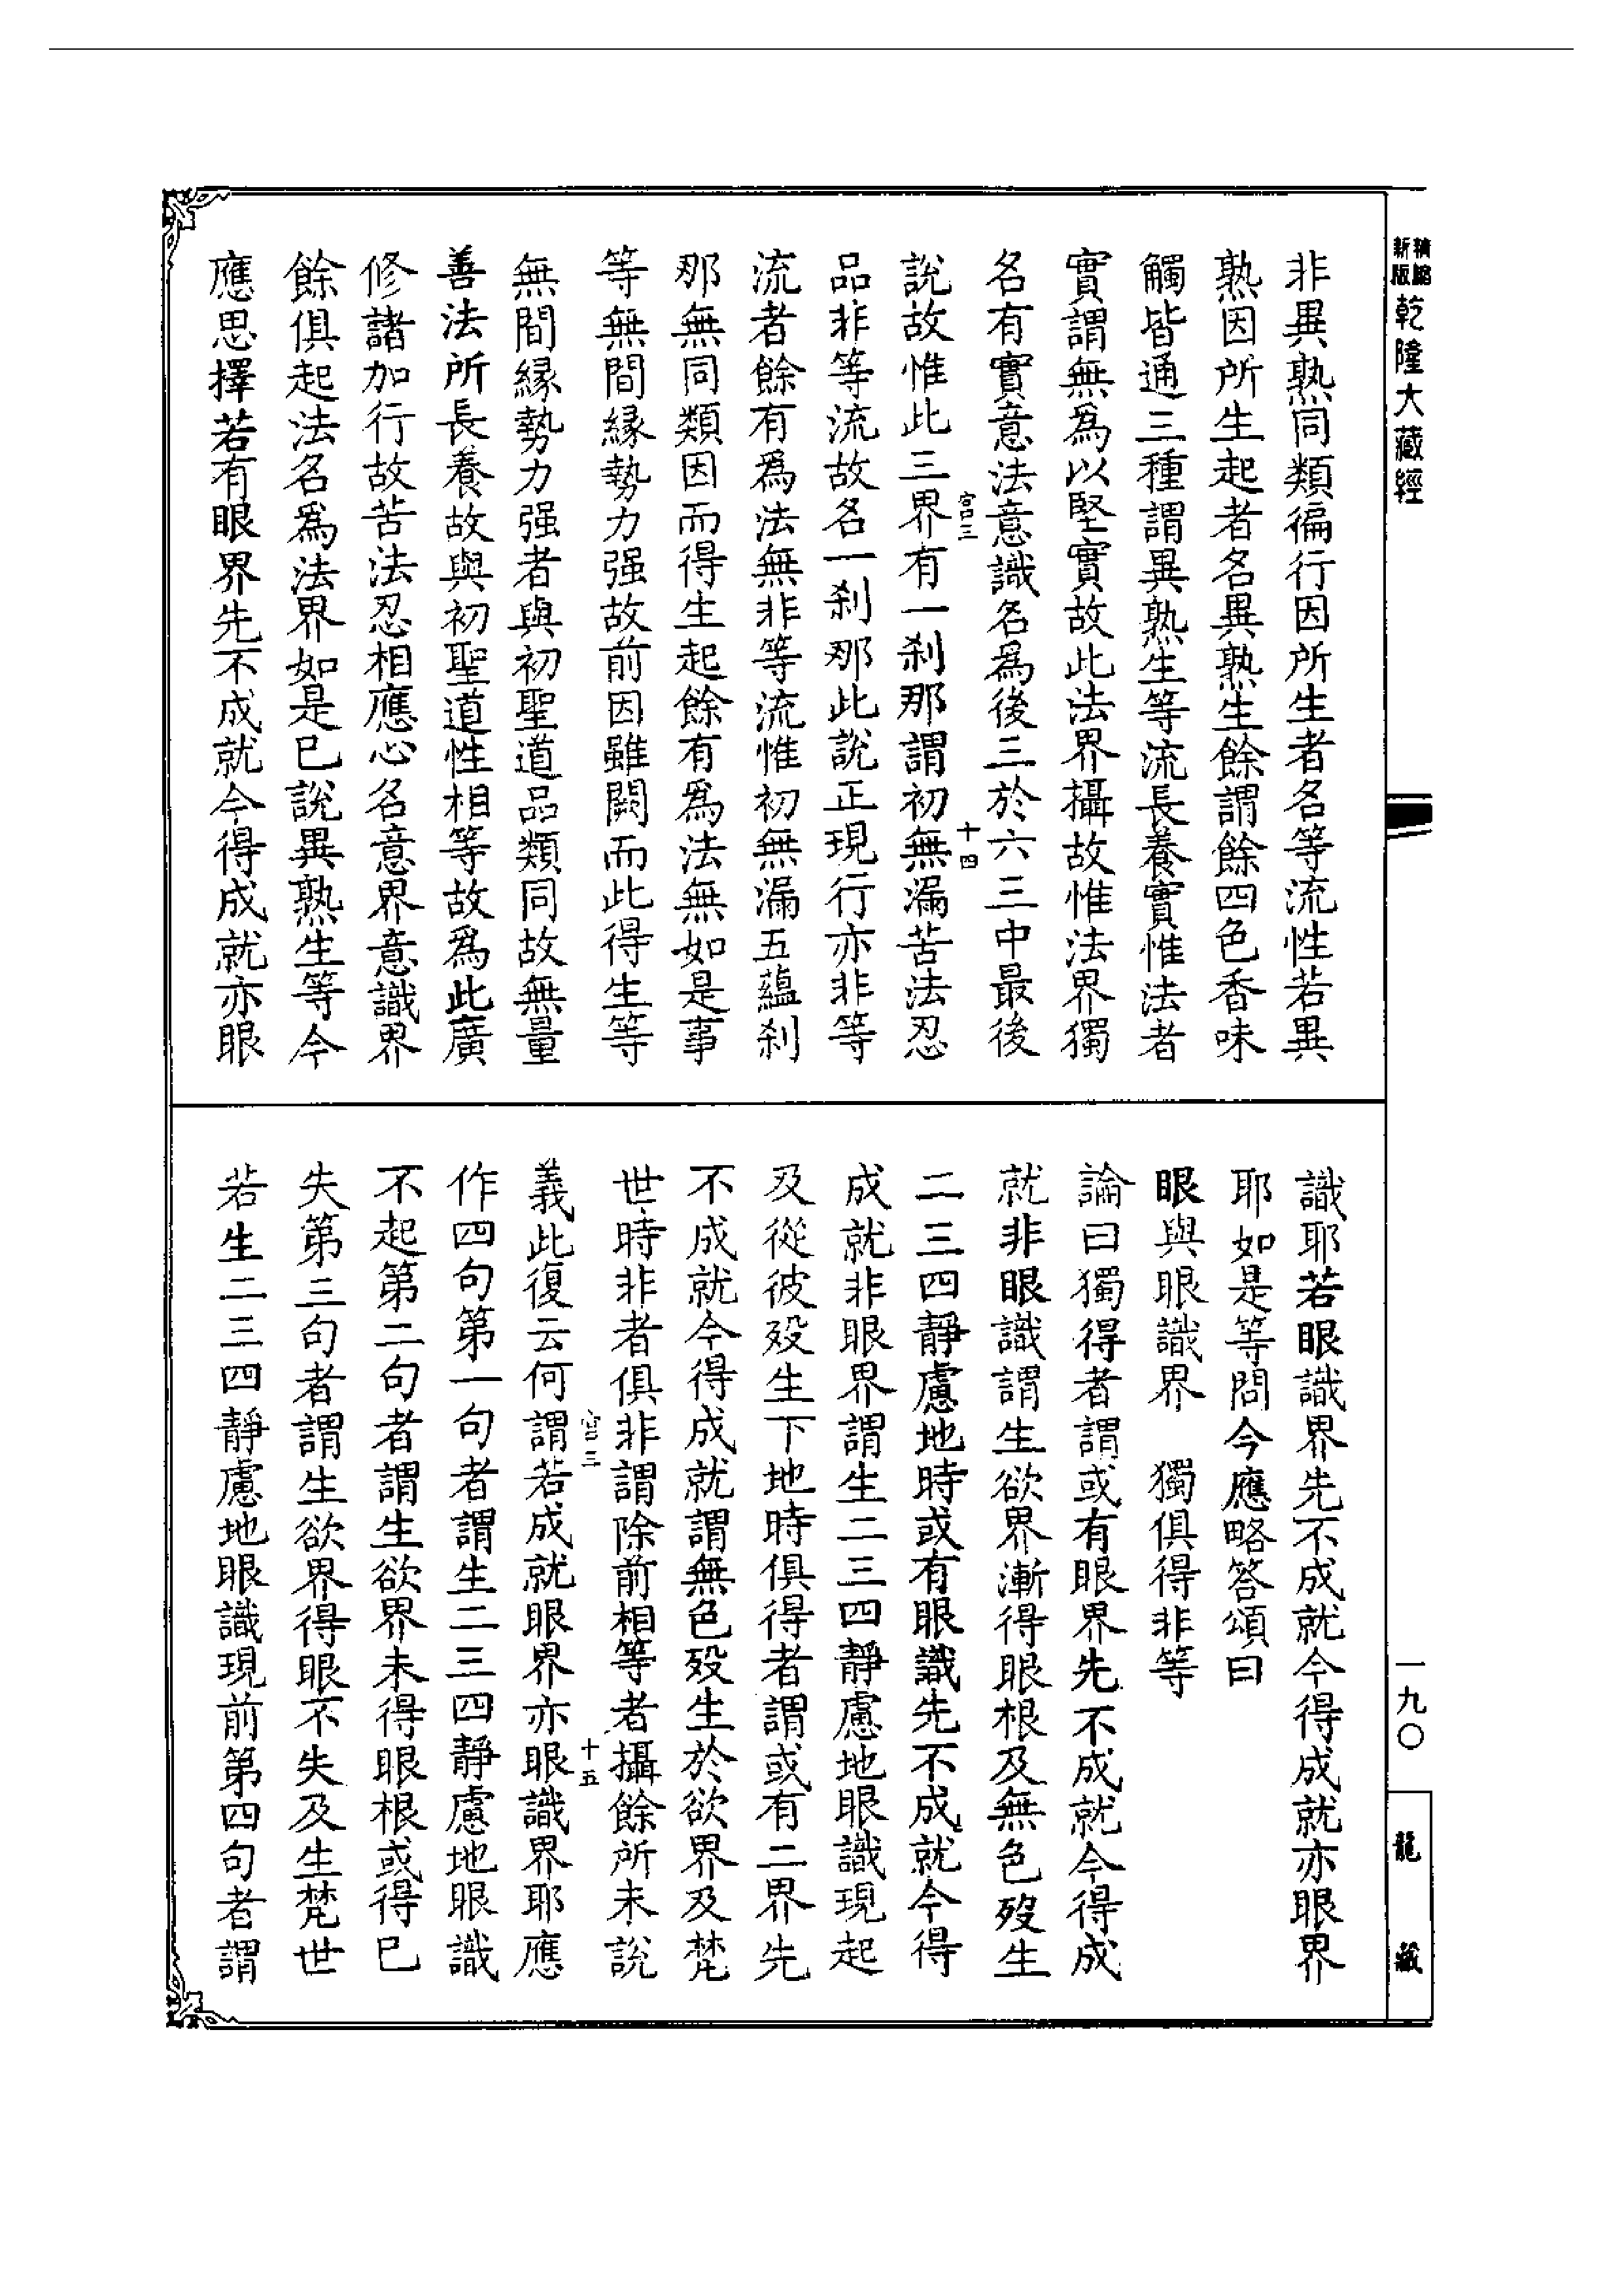 精縮新版乾隆大藏經
一九〇
龍藏
非異熟同類徧行因所生者名等流性若異
熟因所生起者名異熟生餘謂餘四色香味
觸皆通三種謂異熟生等流長養實惟法者
實謂無爲以堅實故此法界攝故惟法界獨
名有實意法意識名爲後三於六三中最後
宫三
十四
說故惟此三界有一刹那謂初無漏苦法忍
品非等流故名一刹那此說正現行亦非等
流者餘有爲法無非等流惟初無漏五蘊刹
那無同類因而得生起餘有爲法無如是事
等無間緣勢力强故前因雖闕而此得生等
無間緣勢力强者與初聖道品類同故無量
善法所長養故與初聖道性相等故爲此廣
修諸加行故苦法忍相應心名意界意識界
餘俱起法名爲法界如是已說異熟生等今
應思擇若有眼界先不成就今得成就亦眼
識耶若眼識界先不成就今得成就亦眼界
耶如是等問今應略答頌曰
眼與眼識界　獨俱得非等
論曰獨得者謂或有眼界先不成就今得成
就非眼識謂生欲界漸得眼根及無色歿生
二三四靜慮地時或有眼識先不成就今得
成就非眼界謂生二三四靜慮地眼識現起
及從彼歿生下地時俱得者謂或有二界先
不成就今得成就謂無色歿生於欲界及梵
世時非者俱非謂除前相等者攝餘所未說
宫三
十五
義此復云何謂若成就眼界亦眼識界耶應
作四句第一句者謂生二三四靜慮地眼識
不起第二句者謂生欲界未得眼根或得已
失第三句者謂生欲界得眼不失及生梵世
若生二三四靜慮地眼識現前第四句者謂